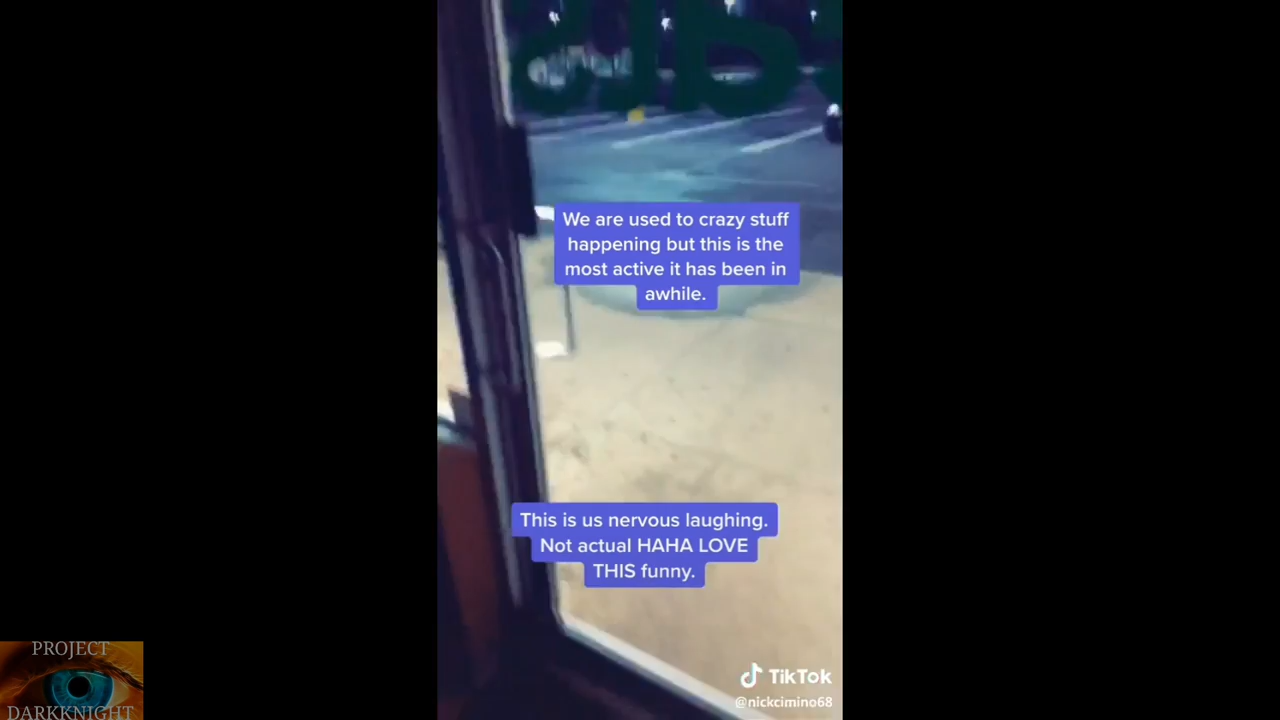 We are used to crazy stuff
happening but this is the
most active it has been in
awhile.
This is us nervous laughing.
Not actual HAHA LOVE
THIS funny.
TikTok
@nickcimino68
PROJECT
DARKKNIGHT